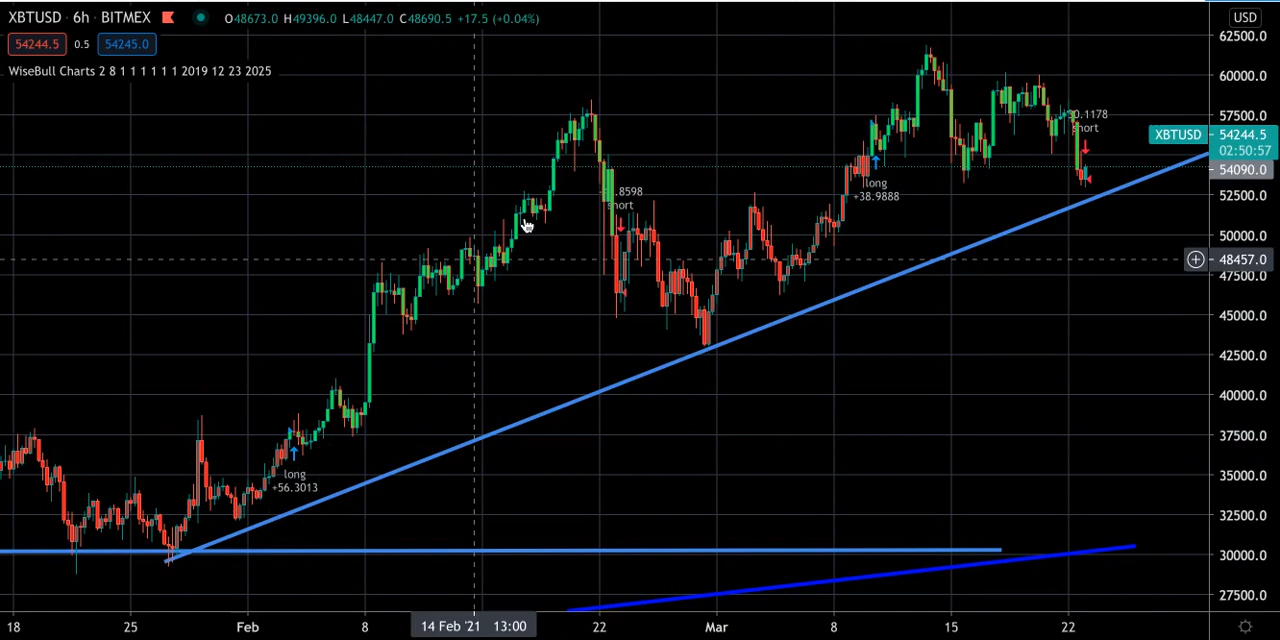 XBTUSD · 6h · BITMEX O48673.0 H49396.0 L48447.0 C48690.5 +17.5 (+0.04%)
USD
54244.5 0.5 54245.0
WiseBull Charts 2 8 1 1 1 1 1 1 2019 12 23 2025
62500.0
60000.0
57500.0
short
XBTUSD 54244.5
02:50:57
54090.0
52500.0
short
long
+38.9888
50000.0
48457.0
47500.0
45000.0
42500.0
40000.0
37500.0
long
+56.3013
35000.0
32500.0
30000.0
27500.0
18 25 Feb 8 14 Feb '21 13:00 22 Mar 8 15 22